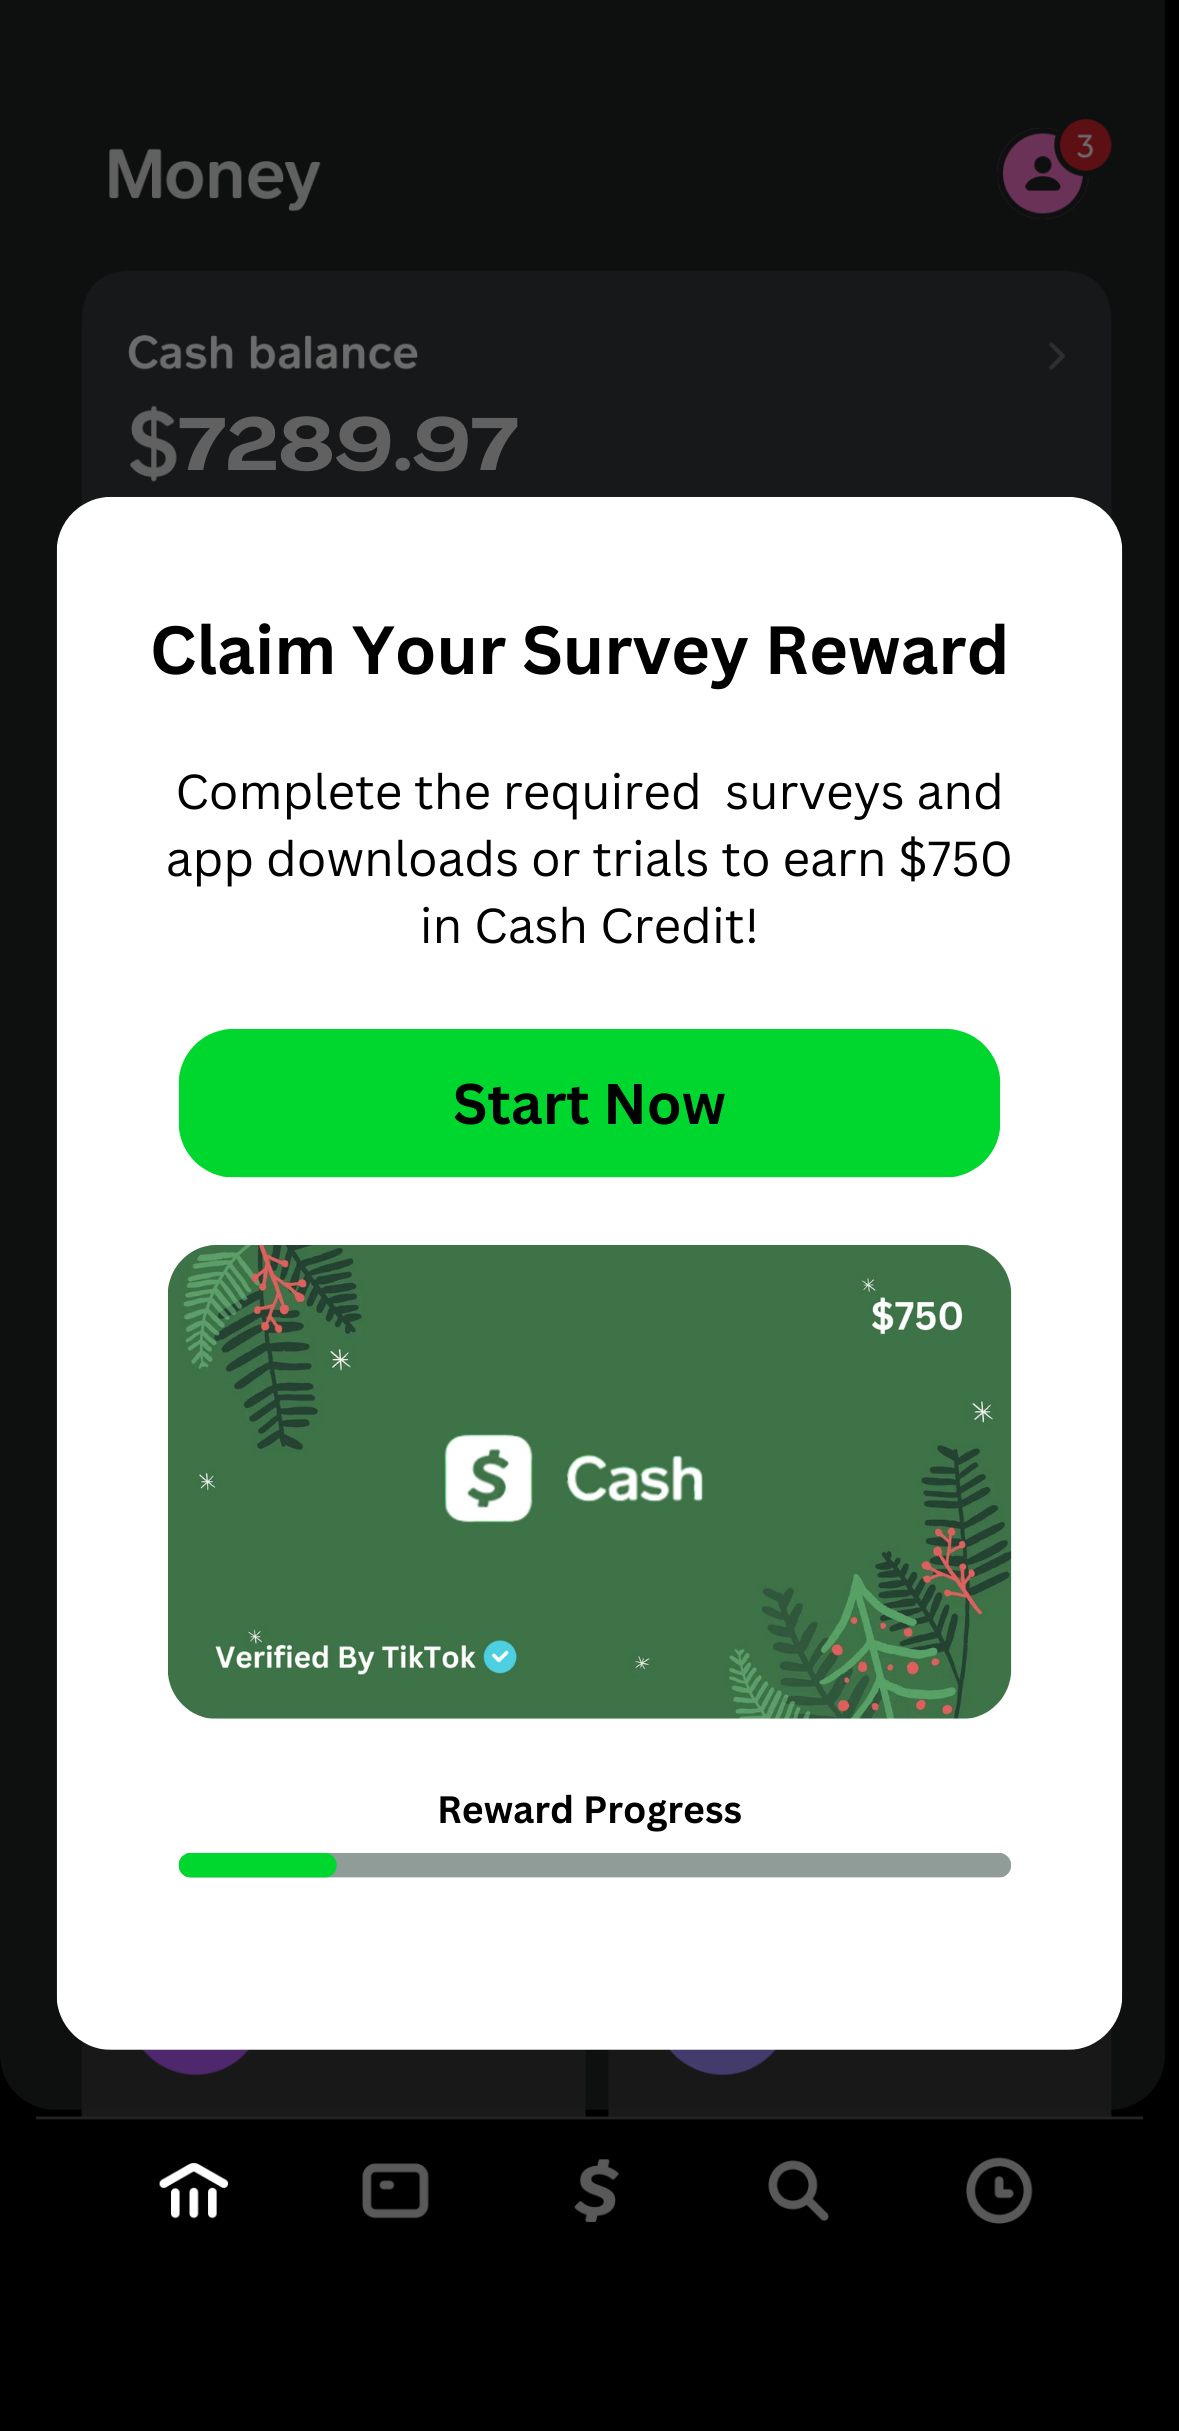 Money
3
Cash balance
$7289.97
Claim Your Survey Reward
Complete the required surveys and
app downloads or trials to earn $750
in Cash Credit!
Start Now
$750
$ Cash
Verified By TikTok
Reward Progress
$